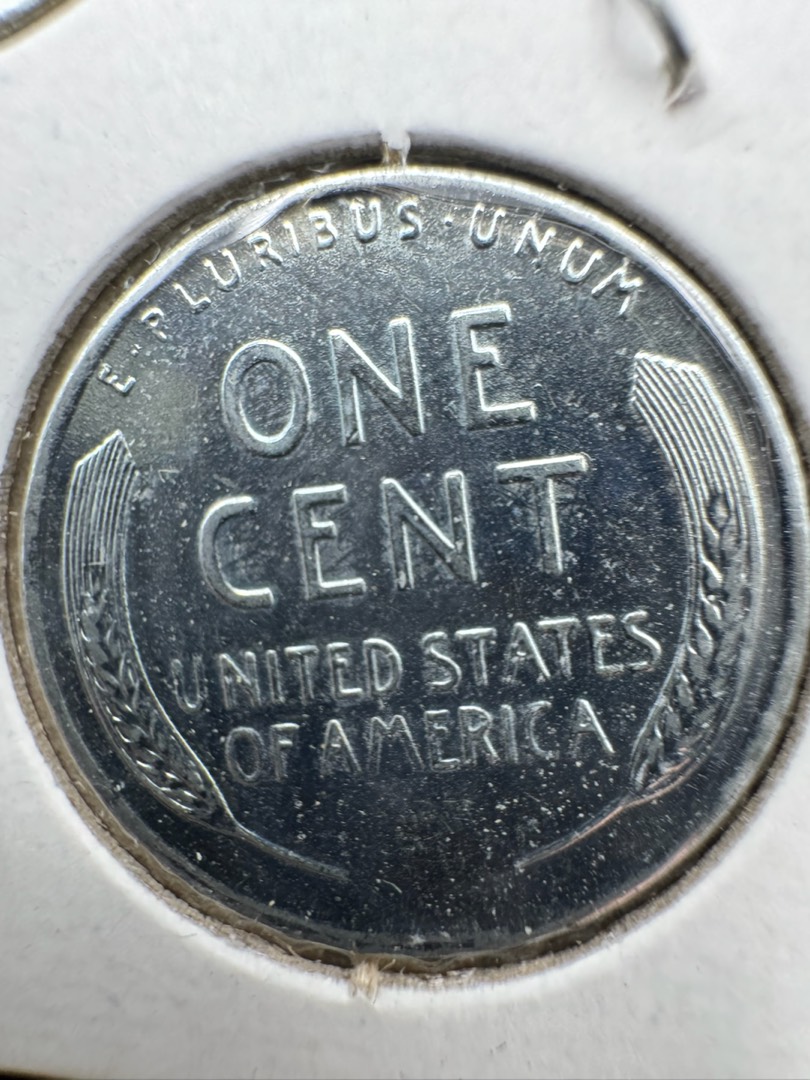 E·PLURIBUS·UNUM
ONE
CENT
UNITED STATES
OF AMERICA